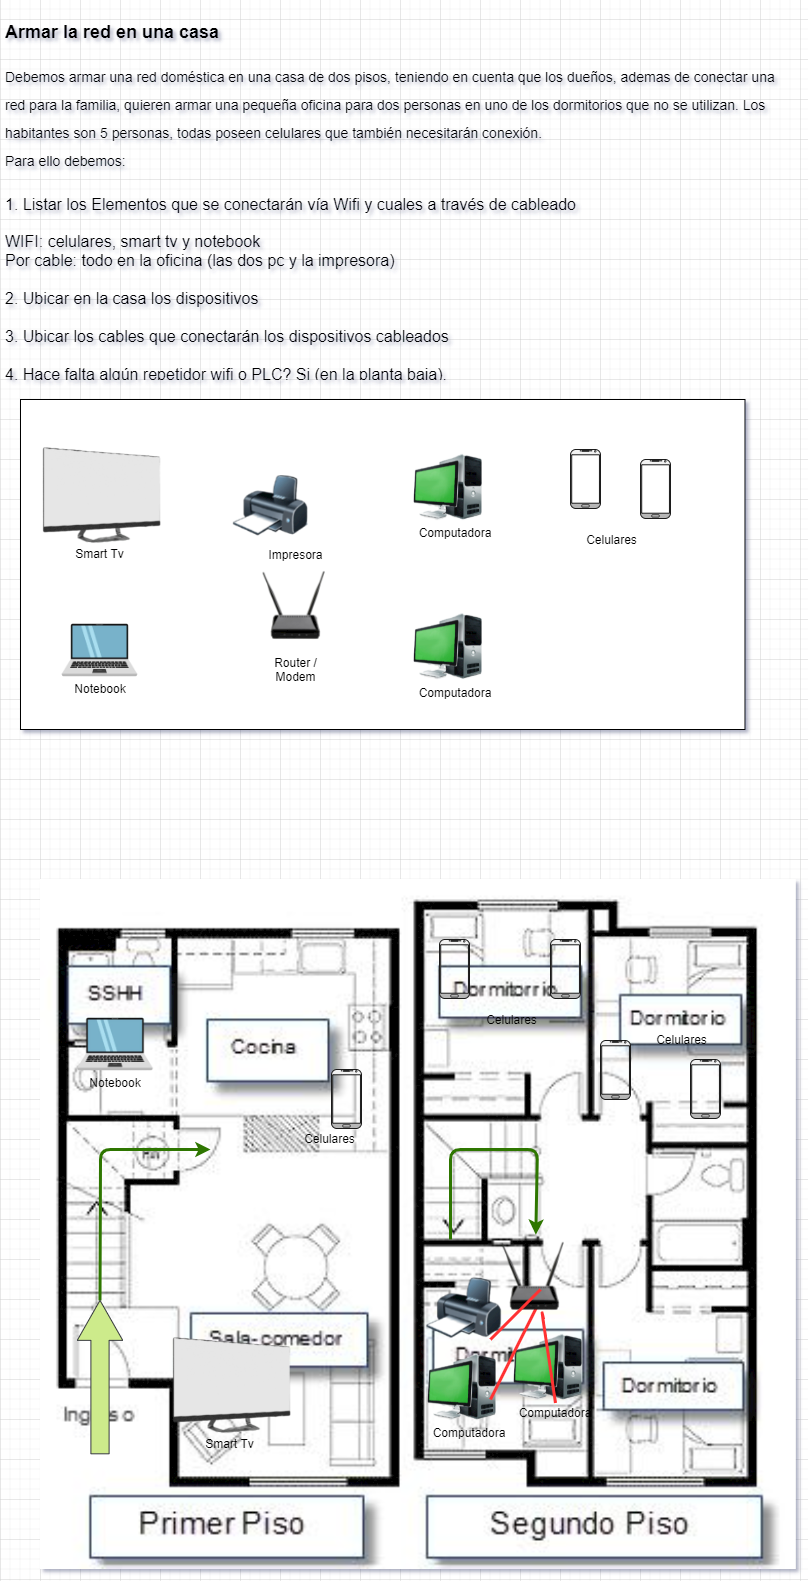 Armar la red en una casa
Debemos armar una red doméstica en una casa de dos pisos, teniendo en cuenta que los dueños, ademas de conectar una
red para la familia, quieren armar una pequeña oficina para dos personas en uno de los dormitorios que no se utilizan. Los
habitantes son 5 personas, todas poseen celulares que también necesitarán conexión.
Para ello debemos:
1. Listar los Elementos que se conectarán vía Wifi y cuales a través de cableado
WIFI: celulares, smart tv y notebook
Por cable: todo en la oficina (las dos pc y la impresora)
2. Ubicar en la casa los dispositivos
3. Ubicar los cables que conectarán los dispositivos cableados
4. Hace falta algún repetidor wifi o PLC? Si (en la planta baja).
Smart Tv
Impresora
Computadora
Celulares
Notebook
Router /
Modem
Computadora
SSHH
Cocina
Notebook
Celulares
Sala-comedor
Ingreso
Smart Tv
Primer Piso
Dormitorrio
Celulares
Dormitorio
Celulares
Dormi
Dormitorio
Computadora
Computadora
Segundo Piso